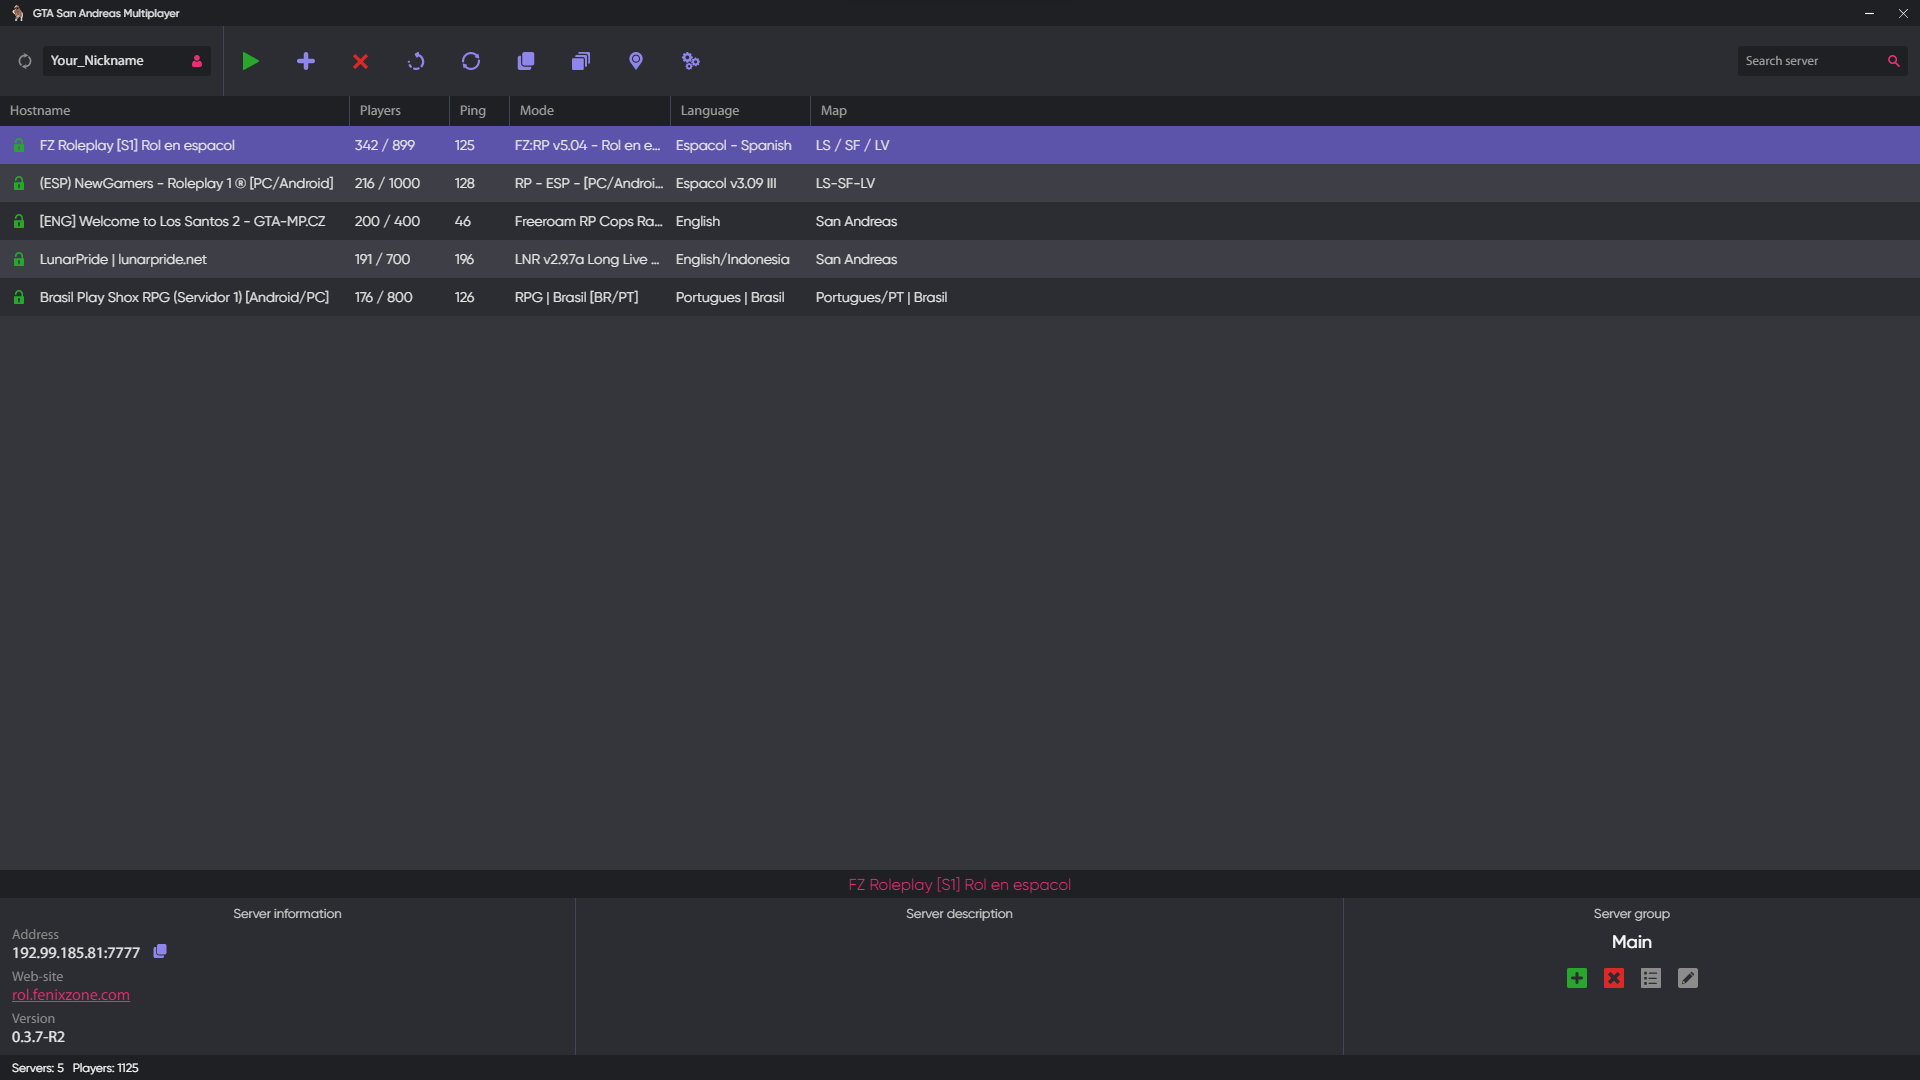 GTA San Andreas Multiplayer
Your_Nickname
Search server
Hostname Players Ping Mode Language Map
FZ Roleplay [S1] Rol en espacol 342 / 899 125 FZ:RP v5.04 - Rol en e... Espacol - Spanish LS / SF / LV
(ESP) NewGamers - Roleplay 1 ® [PC/Android] 216 / 1000 128 RP - ESP - [PC/Androi... Espacol v3.09 III LS-SF-LV
[ENG] Welcome to Los Santos 2 - GTA-MP.CZ 200 / 400 46 Freeroam RP Cops Ra... English San Andreas
LunarPride | lunarpride.net 191 / 700 196 LNR v2.9.7a Long Live ... English/Indonesia San Andreas
Brasil Play Shox RPG (Servidor 1) [Android/PC] 176 / 800 126 RPG | Brasil [BR/PT] Portugues | Brasil Portugues/PT | Brasil
FZ Roleplay [S1] Rol en espacol
Server information
Address
192.99.185.81:7777
Web-site
rol.fenixzone.com
Version
0.3.7-R2
Server description
Server group
Main
Servers: 5 Players: 1125